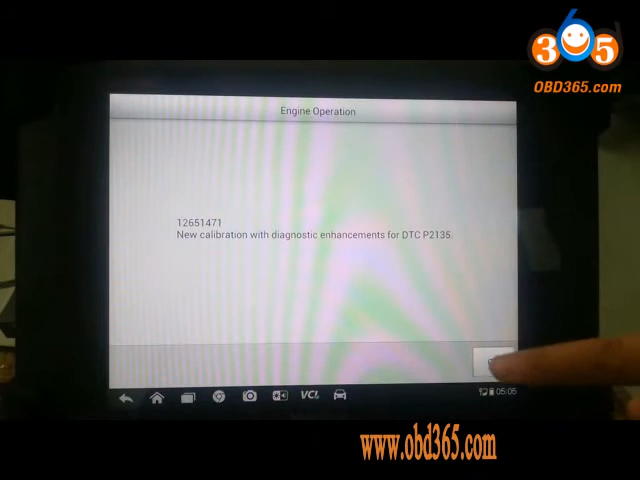 365
OBD365.com
Engine Operation
12651471
New calibration with diagnostic enhancements for DTC P2135.
VCI
05:05
www.obd365.com